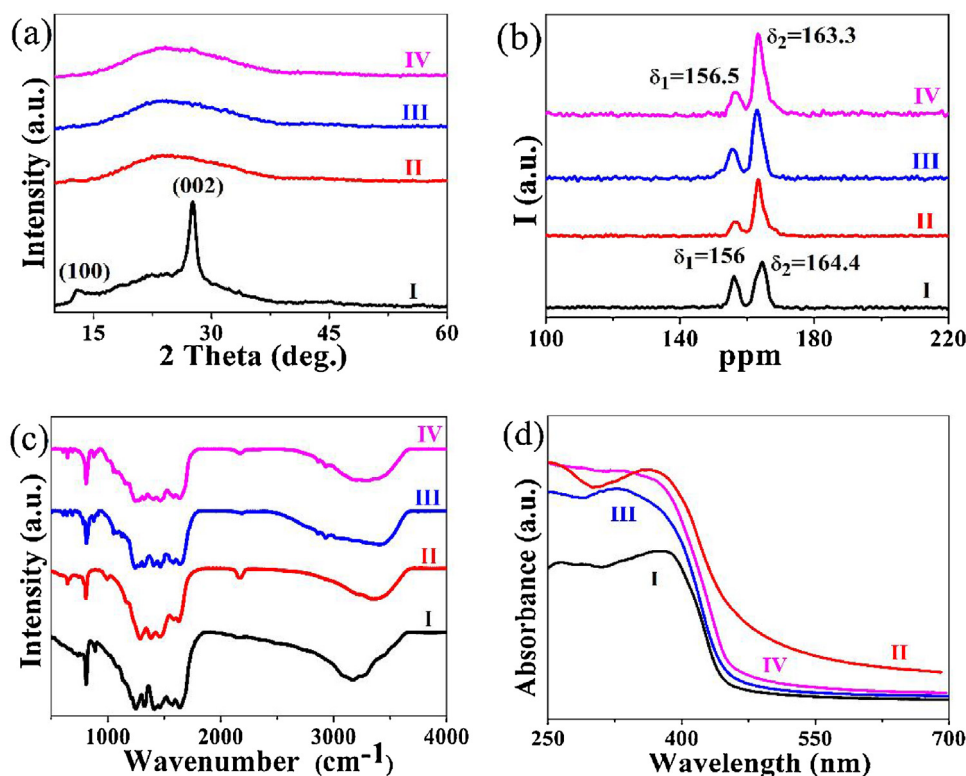 (a)
IV
III
II
(002)
(100)
I
Intensity (a.u.)
15 30 45 60
2 Theta (deg.)
(b)
δ2=163.3
δ1=156.5
IV
III
II
δ1=156
δ2=164.4
I
I (a.u.)
100 140 180 220
ppm
(c)
IV
III
II
I
Intensity (a.u.)
1000 2000 3000 4000
Wavenumber (cm-1)
(d)
III
I
II
IV
Absorbance (a.u.)
250 400 550 700
Wavelength (nm)